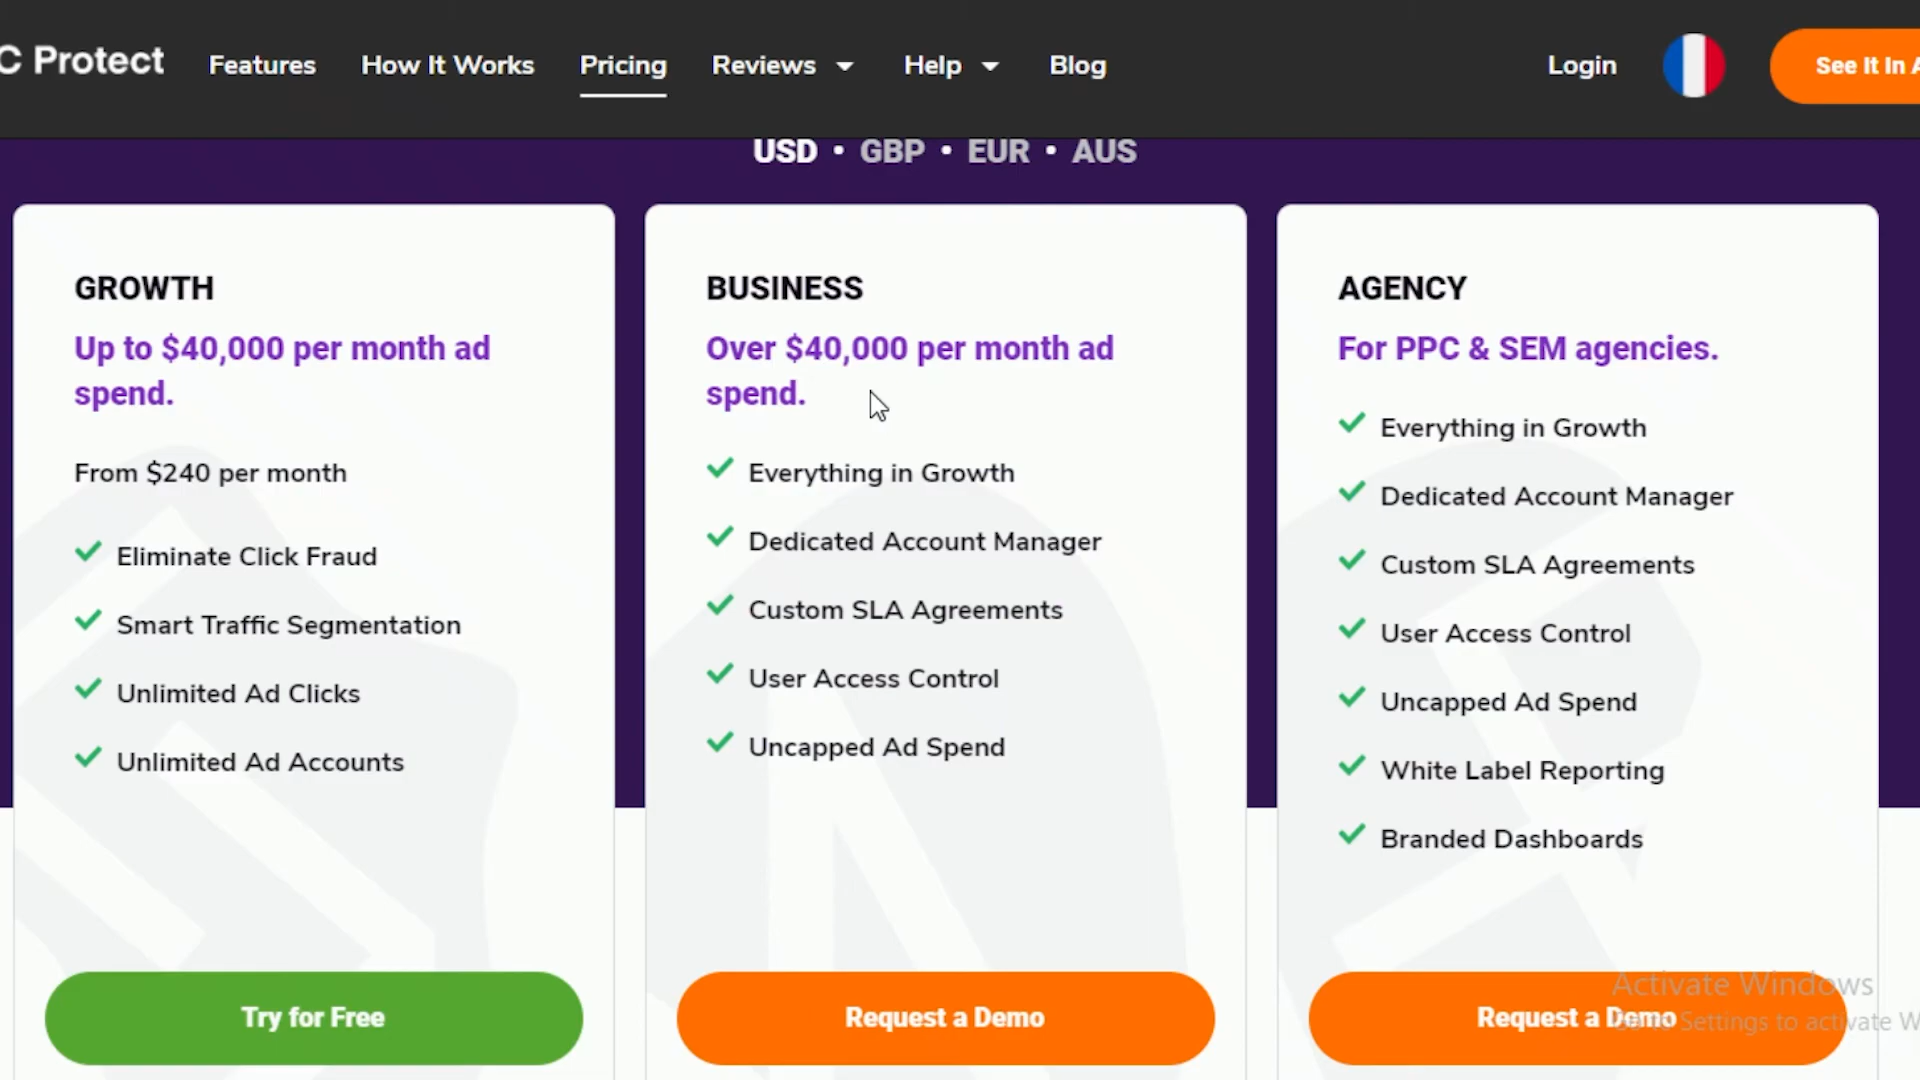 C Protect
Features
How It Works
Pricing
Reviews
Help
Blog
Login
See It In A
USD • GBP • EUR • AUS
GROWTH
Up to $40,000 per month ad
spend.
From $240 per month
Eliminate Click Fraud
Smart Traffic Segmentation
Unlimited Ad Clicks
Unlimited Ad Accounts
Try for Free
BUSINESS
Over $40,000 per month ad
spend.
Everything in Growth
Dedicated Account Manager
Custom SLA Agreements
User Access Control
Uncapped Ad Spend
Request a Demo
AGENCY
For PPC & SEM agencies.
Everything in Growth
Dedicated Account Manager
Custom SLA Agreements
User Access Control
Uncapped Ad Spend
White Label Reporting
Branded Dashboards
Request a Demo
Activate Windows
Settings to activate W